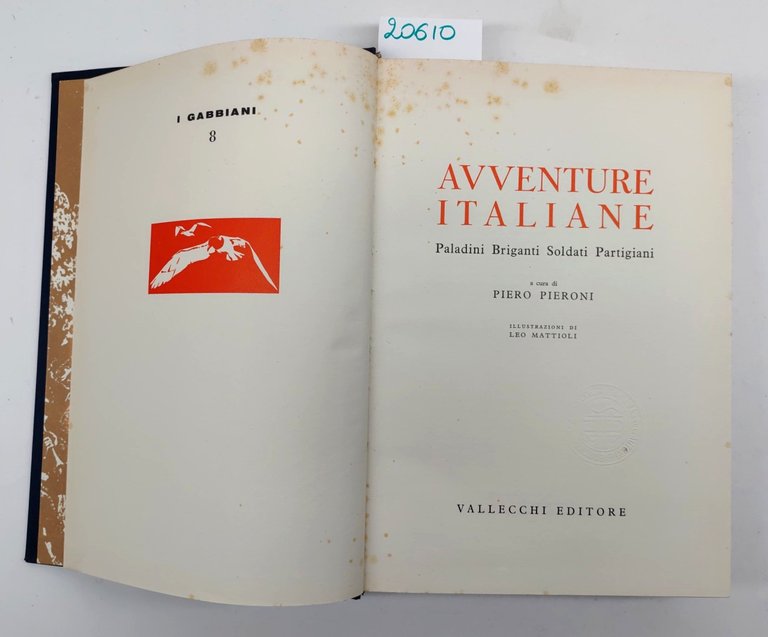 20610
I GABBIANI
8
AVVENTURE
ITALIANE
Paladini Briganti Soldati Partigiani
a cura di
PIERO PIERONI
ILLUSTRAZIONI DI
LEO MATTIOLI
VALLECCHI EDITORE